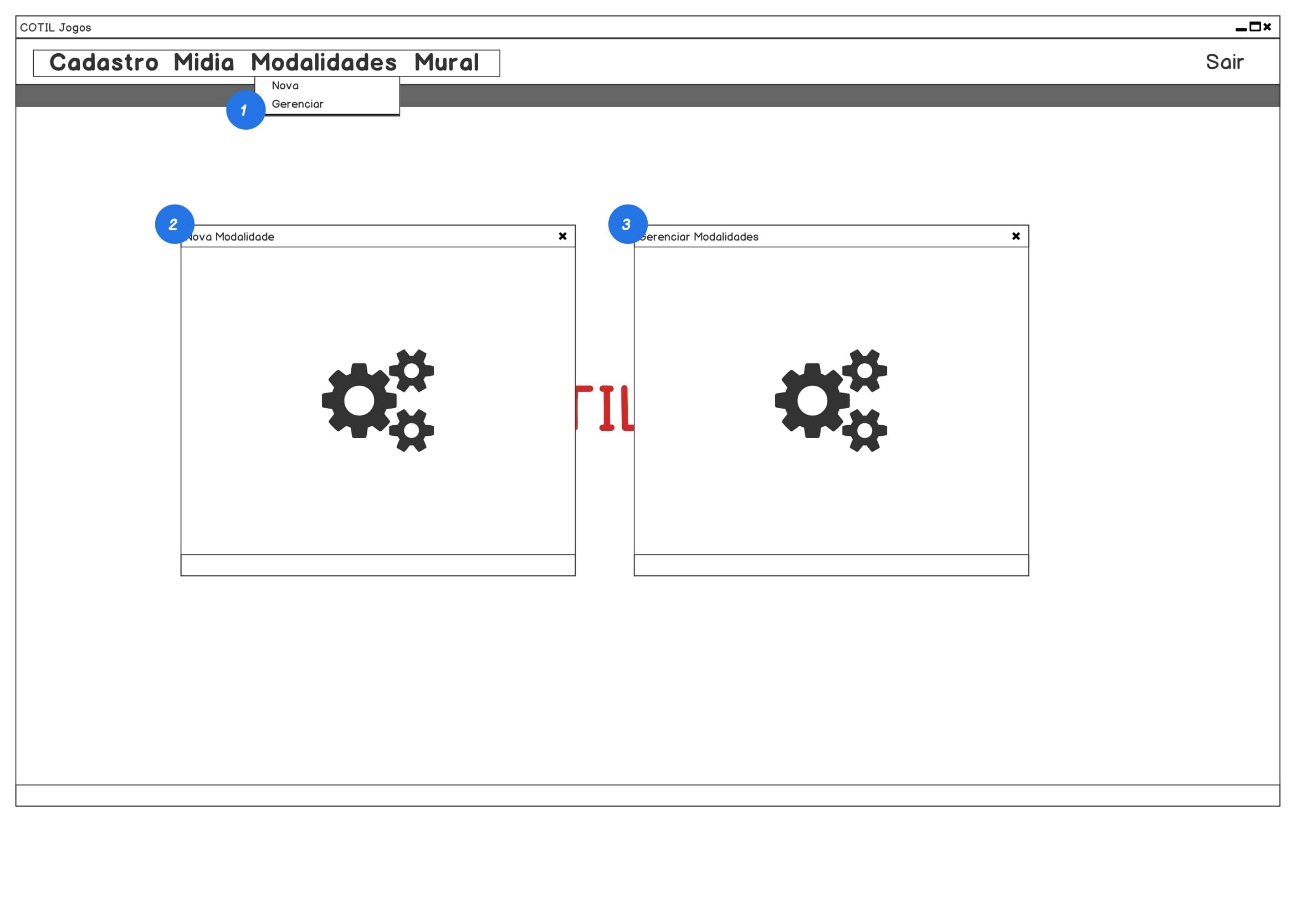 COTIL Jogos
Cadastro Midia Modalidades Mural Sair
Nova
Gerenciar
1
2
3
Nova Modalidade
Gerenciar Modalidades
TIL